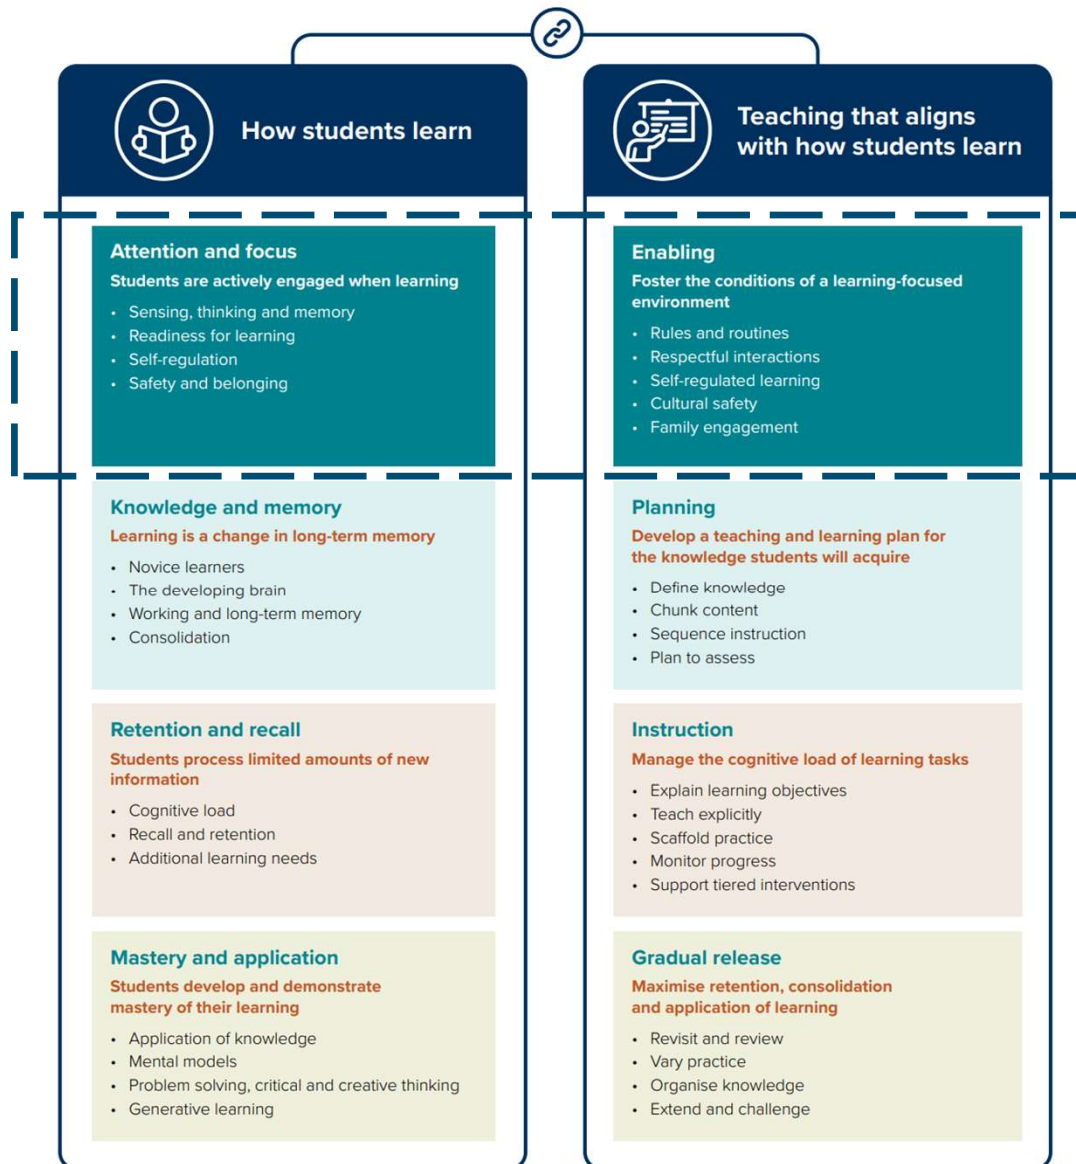 How students learn
Attention and focus
Students are actively engaged when learning
• Sensing, thinking and memory
• Readiness for learning
• Self-regulation
• Safety and belonging
Knowledge and memory
Learning is a change in long-term memory
• Novice learners
• The developing brain
• Working and long-term memory
• Consolidation
Retention and recall
Students process limited amounts of new
information
• Cognitive load
• Recall and retention
• Additional learning needs
Mastery and application
Students develop and demonstrate
mastery of their learning
• Application of knowledge
• Mental models
• Problem solving, critical and creative thinking
• Generative learning
Teaching that aligns
with how students learn
Enabling
Foster the conditions of a learning-focused
environment
• Rules and routines
• Respectful interactions
• Self-regulated learning
• Cultural safety
• Family engagement
Planning
Develop a teaching and learning plan for
the knowledge students will acquire
• Define knowledge
• Chunk content
• Sequence instruction
• Plan to assess
Instruction
Manage the cognitive load of learning tasks
• Explain learning objectives
• Teach explicitly
• Scaffold practice
• Monitor progress
• Support tiered interventions
Gradual release
Maximise retention, consolidation
and application of learning
• Revisit and review
• Vary practice
• Organise knowledge
• Extend and challenge